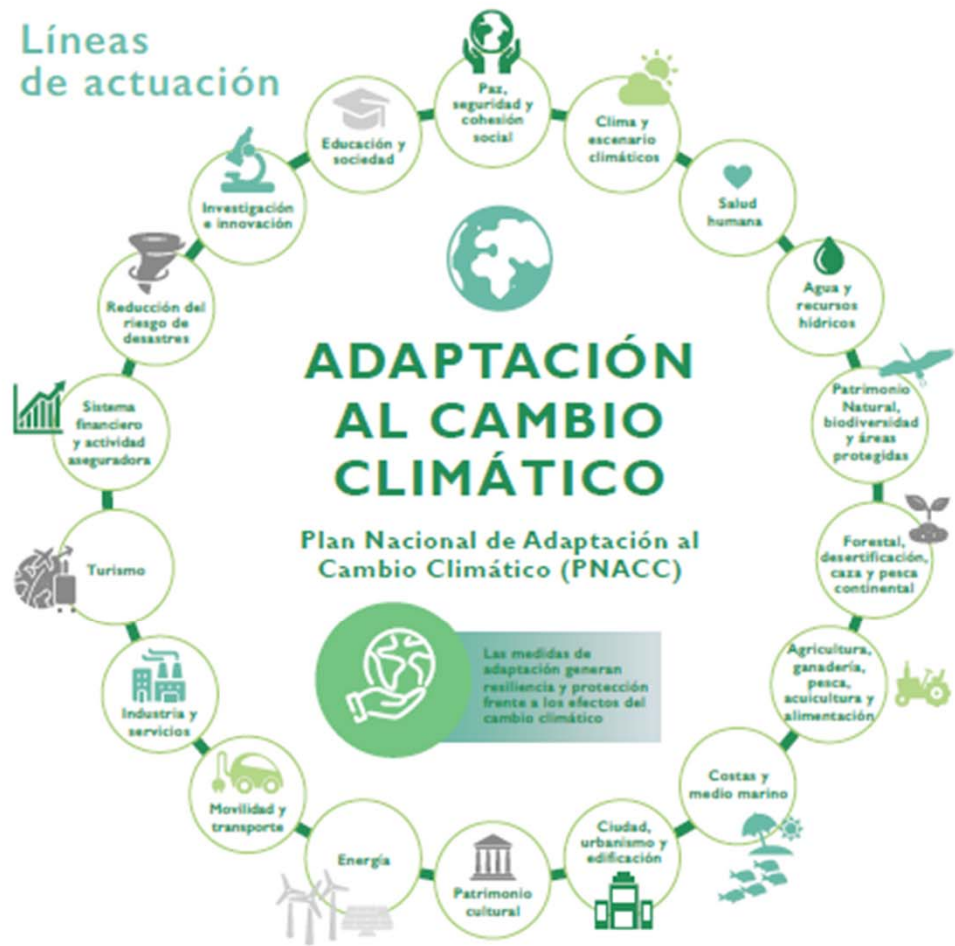 Líneas
de actuación
Paz,
seguridad y
cohesión
social
Clima y
escenario
climáticos
Salud
humana
Agua y
recursos
hídricos
Patrimonio
Natural,
biodiversidad
y áreas
protegidas
Forestal,
desertificación,
caza y pesca
continental
Agricultura,
ganadería,
pesca,
acuicultura y
alimentación
Costas y
medio marino
Ciudad,
urbanismo y
edificación
Patrimonio
cultural
Energía
Movilidad y
transporte
Industria y
servicios
Turismo
Sistema
financiero
y actividad
aseguradora
Reducción del
riesgo de
desastres
Investigación
e innovación
Educación y
sociedad
ADAPTACIÓN
AL CAMBIO
CLIMÁTICO
Plan Nacional de Adaptación al
Cambio Climático (PNACC)
Las medidas de
adaptación generan
resiliencia y protección
frente a los efectos del
cambio climático